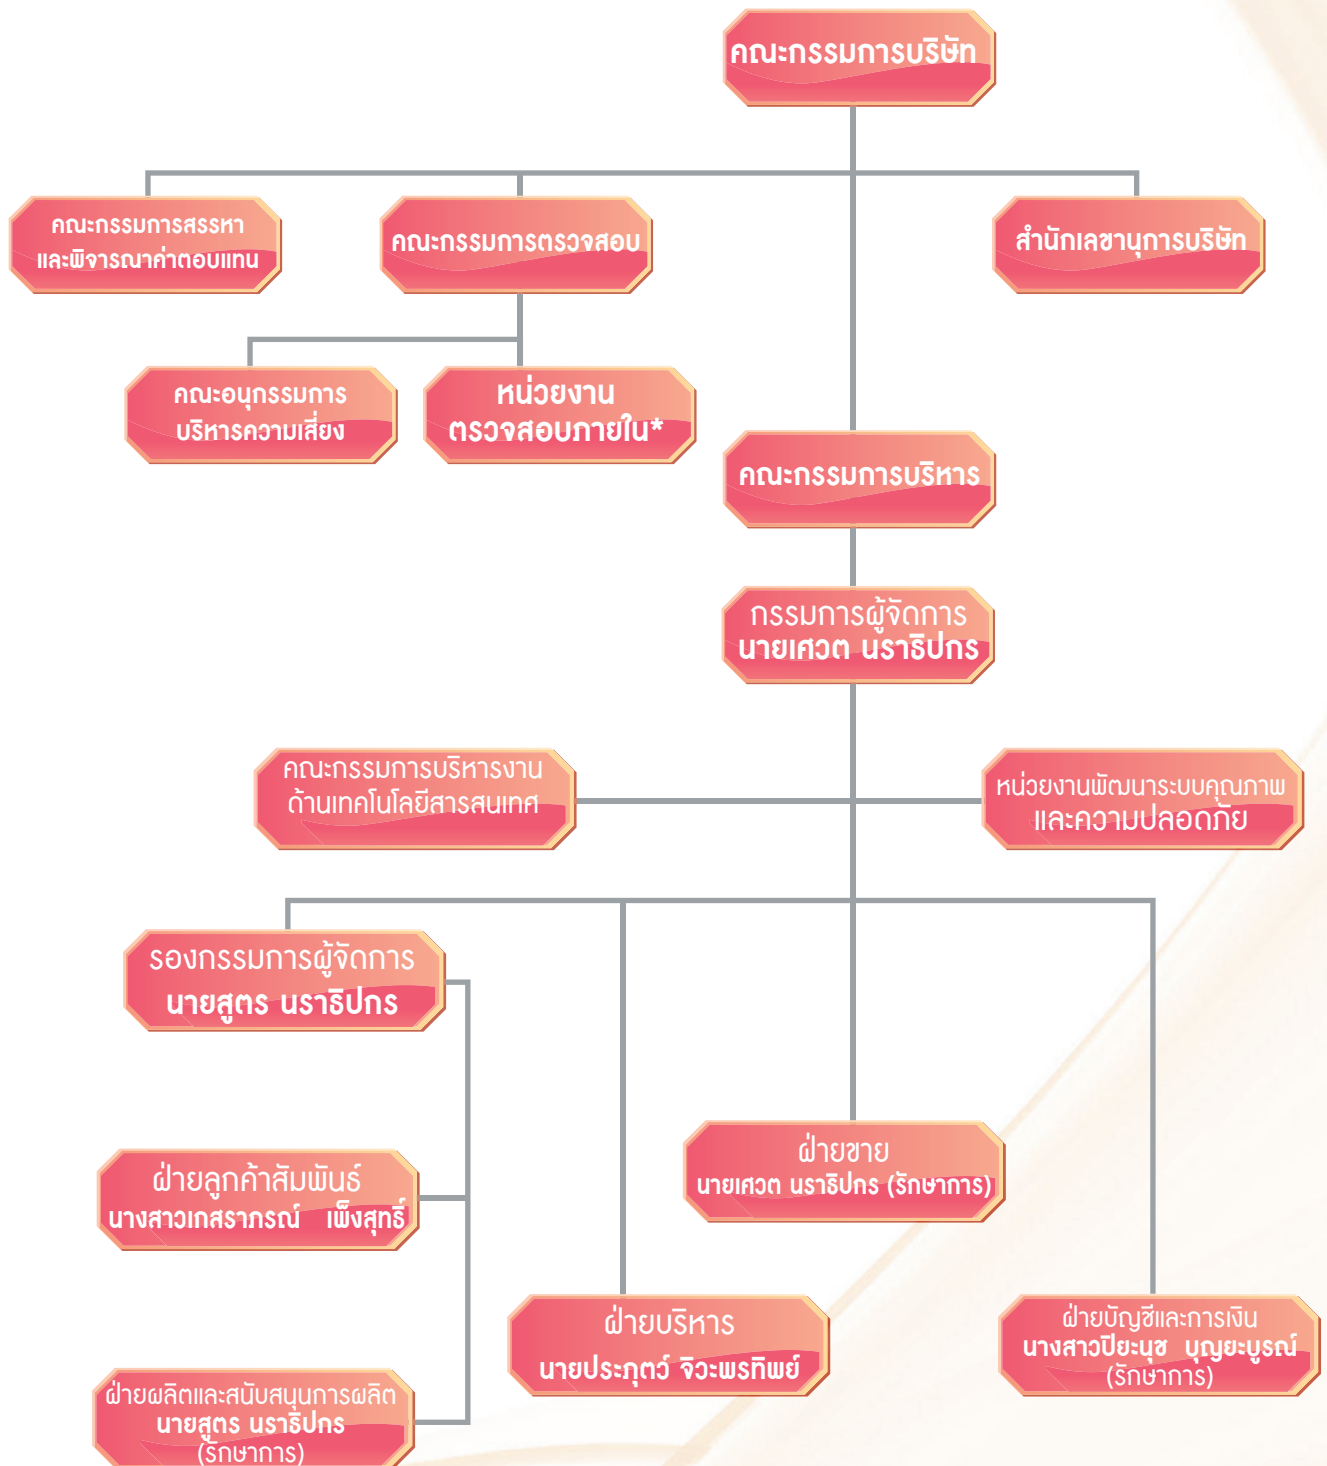 คณะกรรมการบริษัท
คณะกรรมการสรรหา
และพิจารณาค่าตอบแทน
คณะกรรมการตรวจสอบ
สำนักเลขานุการบริษัท
คณะอนุกรรมการ
บริหารความเสี่ยง
หน่วยงาน
ตรวจสอบภายใน*
คณะกรรมการบริหาร
กรรมการผู้จัดการ
นายเศวต นราธิปกร
คณะกรรมการบริหารงาน
ด้านเทคโนโลยีสารสนเทศ
หน่วยงานพัฒนาระบบคุณภาพ
และความปลอดภัย
รองกรรมการผู้จัดการ
นายสูตร นราธิปกร
ฝ่ายขาย
นายเศวต นราธิปกร (รักษาการ)
ฝ่ายลูกค้าสัมพันธ์
นางสาวเกสราภรณ์ เพ็งสุทธิ์
ฝ่ายบริหาร
นายประภุตว์ จิวะพรทิพย์
ฝ่ายบัญชีและการเงิน
นางสาวปิยะนุช บุญยะบูรณ์
(รักษาการ)
ฝ่ายผลิตและสนับสนุนการผลิต
นายสูตร นราธิปกร
(รักษาการ)